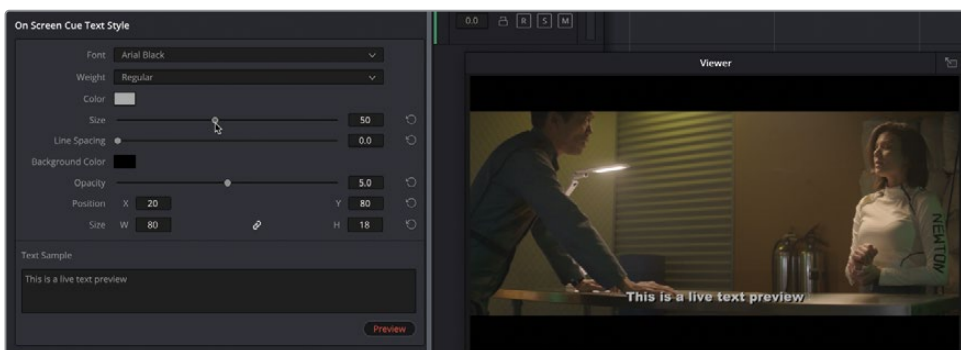 On Screen Cue Text Style
Font Arial Black
Weight Regular
Color
Size 50
Line Spacing 0.0
Background Color
Opacity 5.0
Position X 20 Y 80
Size W 80 H 18
Text Sample
This is a live text preview
Preview
0.0 R S M
Viewer
NEWTON
This is a live text preview